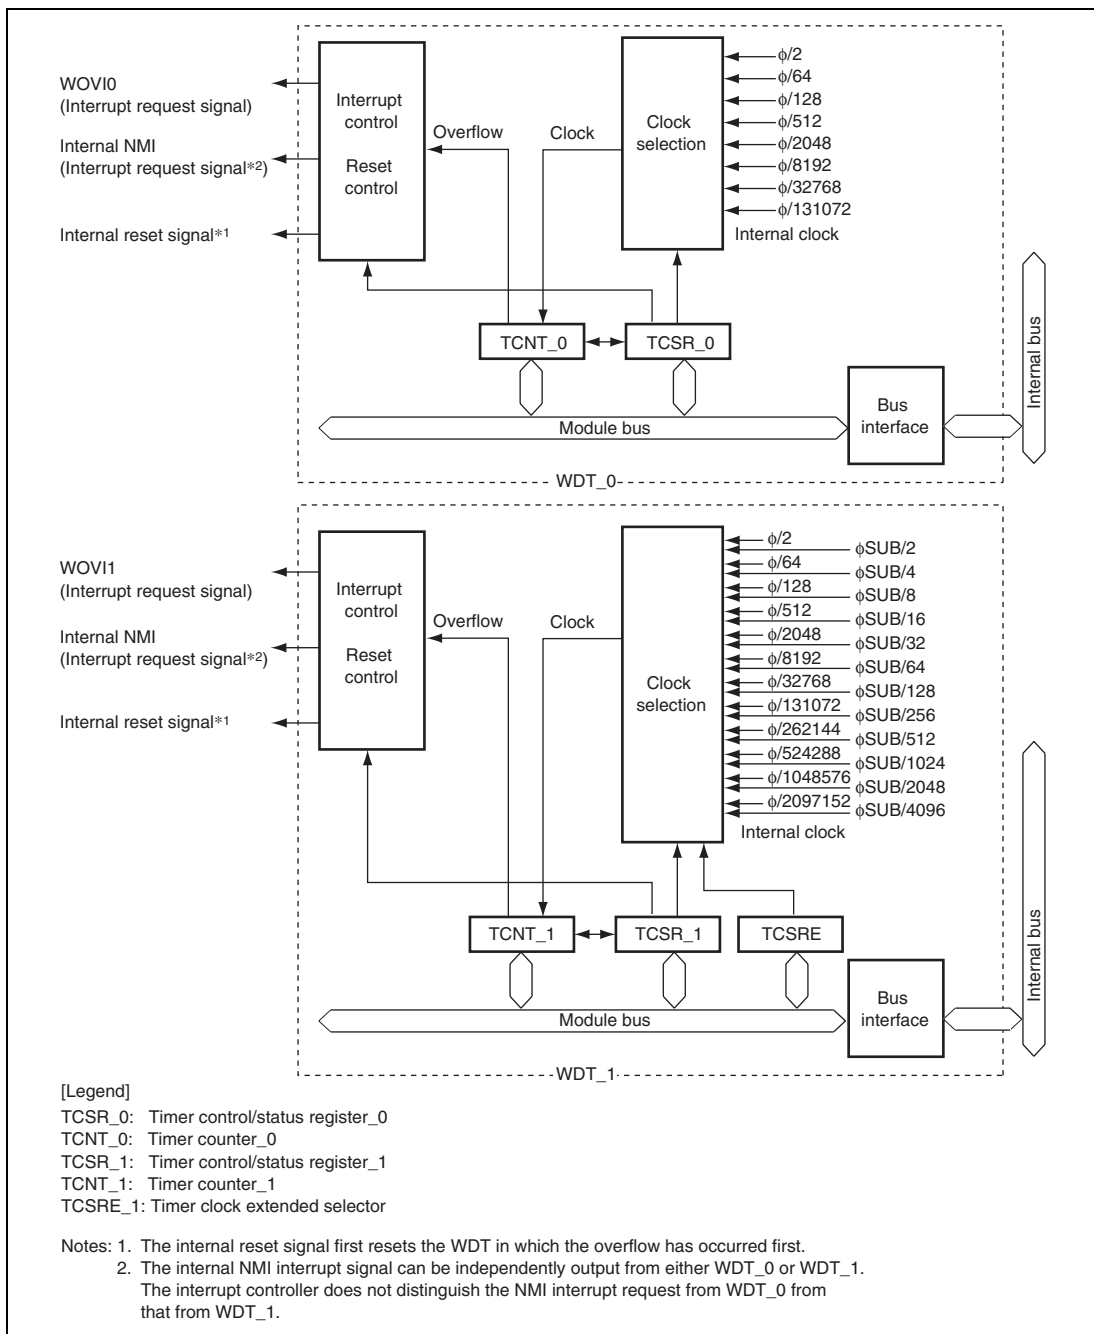 WOVI0
(Interrupt request signal)
Internal NMI
(Interrupt request signal*2)
Internal reset signal*1
Interrupt
control
Reset
control
Overflow
Clock
Clock
selection
ϕ/2
ϕ/64
ϕ/128
ϕ/512
ϕ/2048
ϕ/8192
ϕ/32768
ϕ/131072
Internal clock
TCNT_0
TCSR_0
Module bus
Bus
interface
Internal bus
WDT_0
WOVI1
(Interrupt request signal)
Internal NMI
(Interrupt request signal*2)
Internal reset signal*1
Interrupt
control
Reset
control
Overflow
Clock
Clock
selection
ϕ/2
ϕSUB/2
ϕ/64
ϕSUB/4
ϕ/128
ϕSUB/8
ϕ/512
ϕSUB/16
ϕ/2048
ϕSUB/32
ϕ/8192
ϕSUB/64
ϕ/32768
ϕSUB/128
ϕ/131072
ϕSUB/256
ϕ/262144
ϕSUB/512
ϕ/524288
ϕSUB/1024
ϕ/1048576
ϕSUB/2048
ϕ/2097152
ϕSUB/4096
Internal clock
TCNT_1
TCSR_1
TCSRE
Module bus
Bus
interface
Internal bus
WDT_1
[Legend]
TCSR_0: Timer control/status register_0
TCNT_0: Timer counter_0
TCSR_1: Timer control/status register_1
TCNT_1: Timer counter_1
TCSRE_1: Timer clock extended selector
Notes: 1. The internal reset signal first resets the WDT in which the overflow has occurred first.
2. The internal NMI interrupt signal can be independently output from either WDT_0 or WDT_1.
The interrupt controller does not distinguish the NMI interrupt request from WDT_0 from
that from WDT_1.